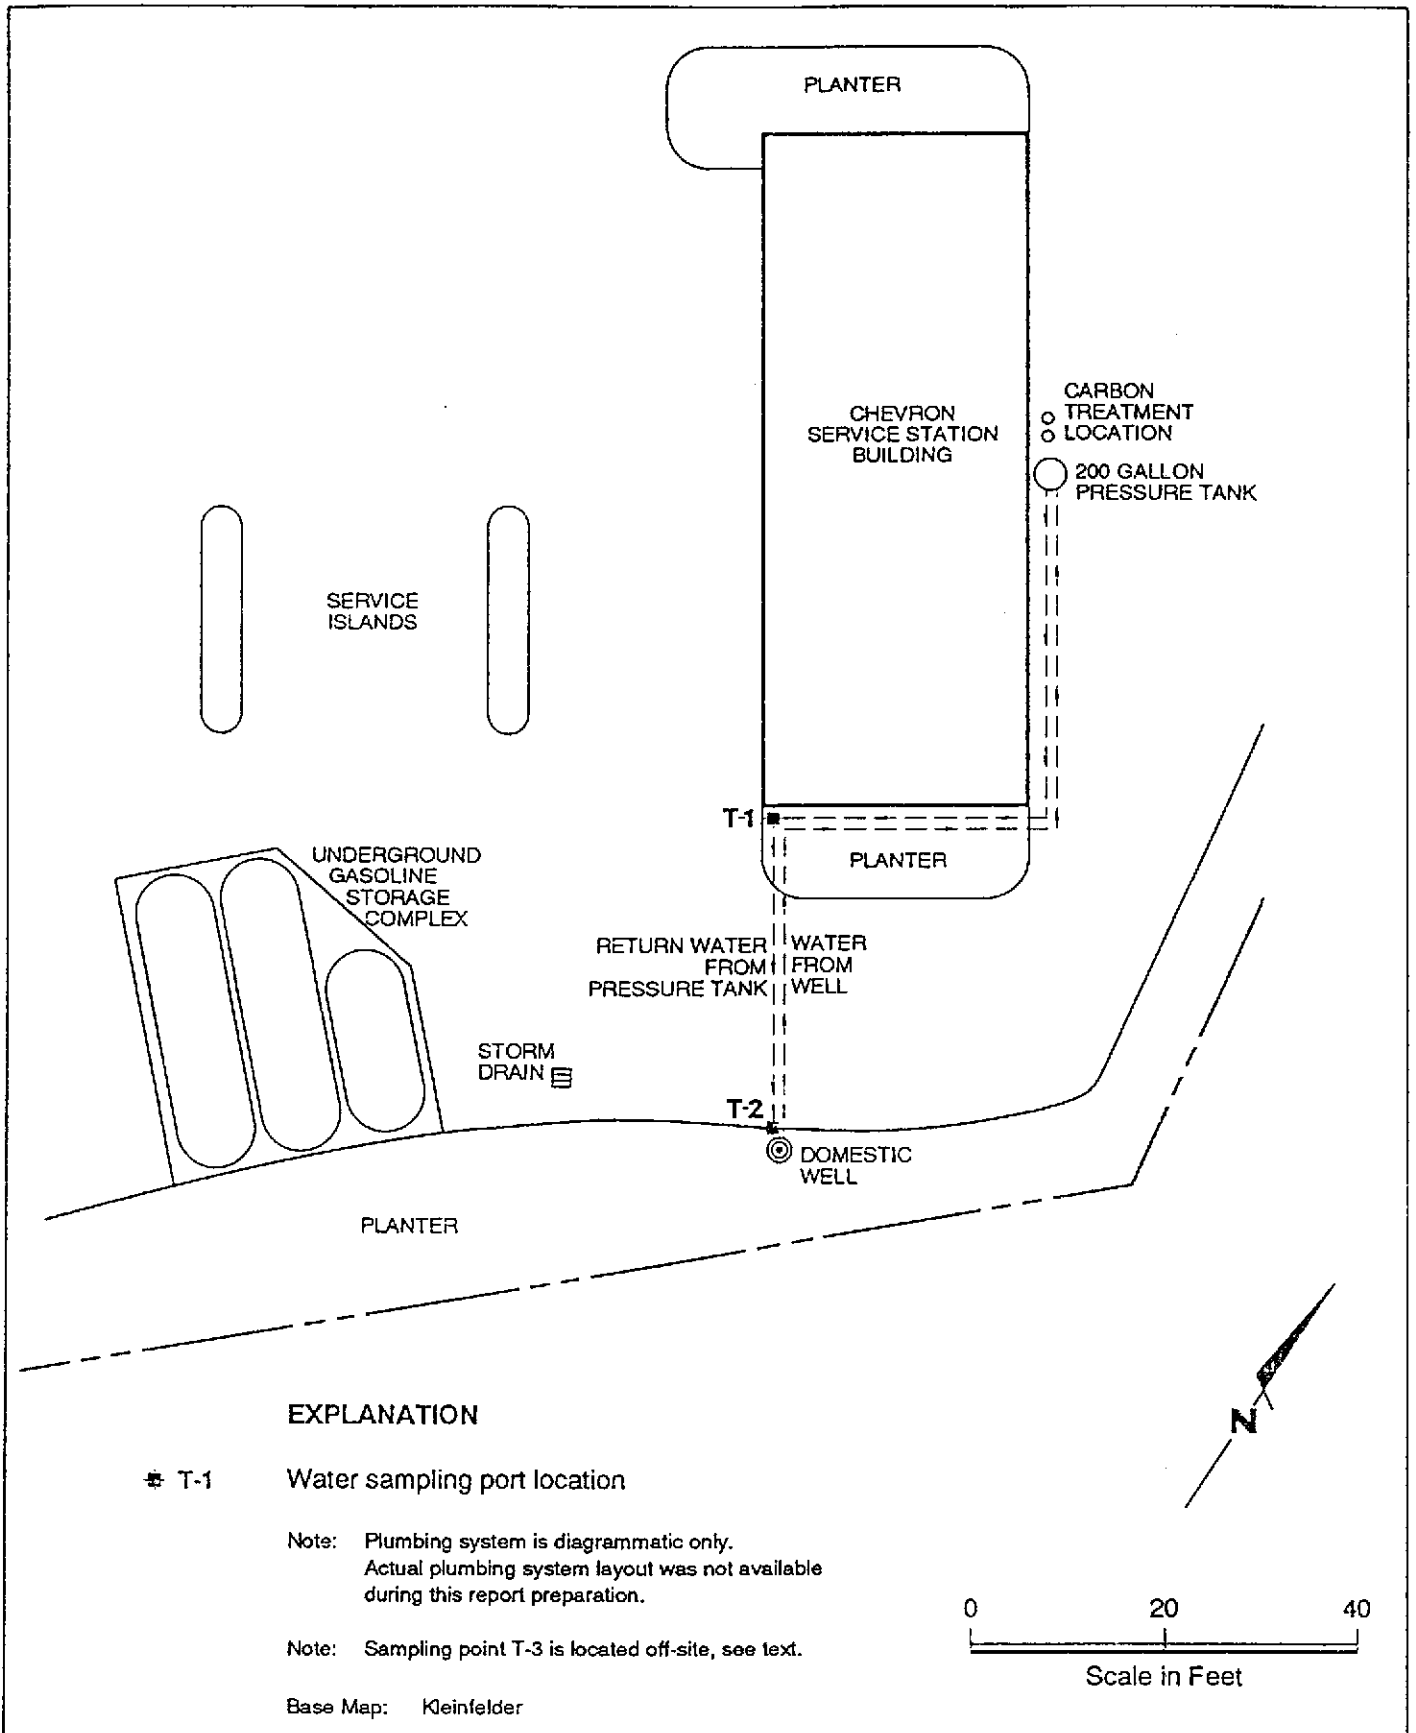 PLANTER
CHEVRON
SERVICE STATION
BUILDING
CARBON
TREATMENT
LOCATION
200 GALLON
PRESSURE TANK
SERVICE
ISLANDS
T-1
PLANTER
UNDERGROUND
GASOLINE
STORAGE
COMPLEX
RETURN WATER
FROM
PRESSURE TANK
WATER
FROM
WELL
STORM
DRAIN
T-2
DOMESTIC
WELL
PLANTER
N
EXPLANATION
T-1 Water sampling port location
Note: Plumbing system is diagrammatic only.
Actual plumbing system layout was not available
during this report preparation.
Note: Sampling point T-3 is located off-site, see text.
Base Map: Kleinfelder
0 20 40
Scale in Feet